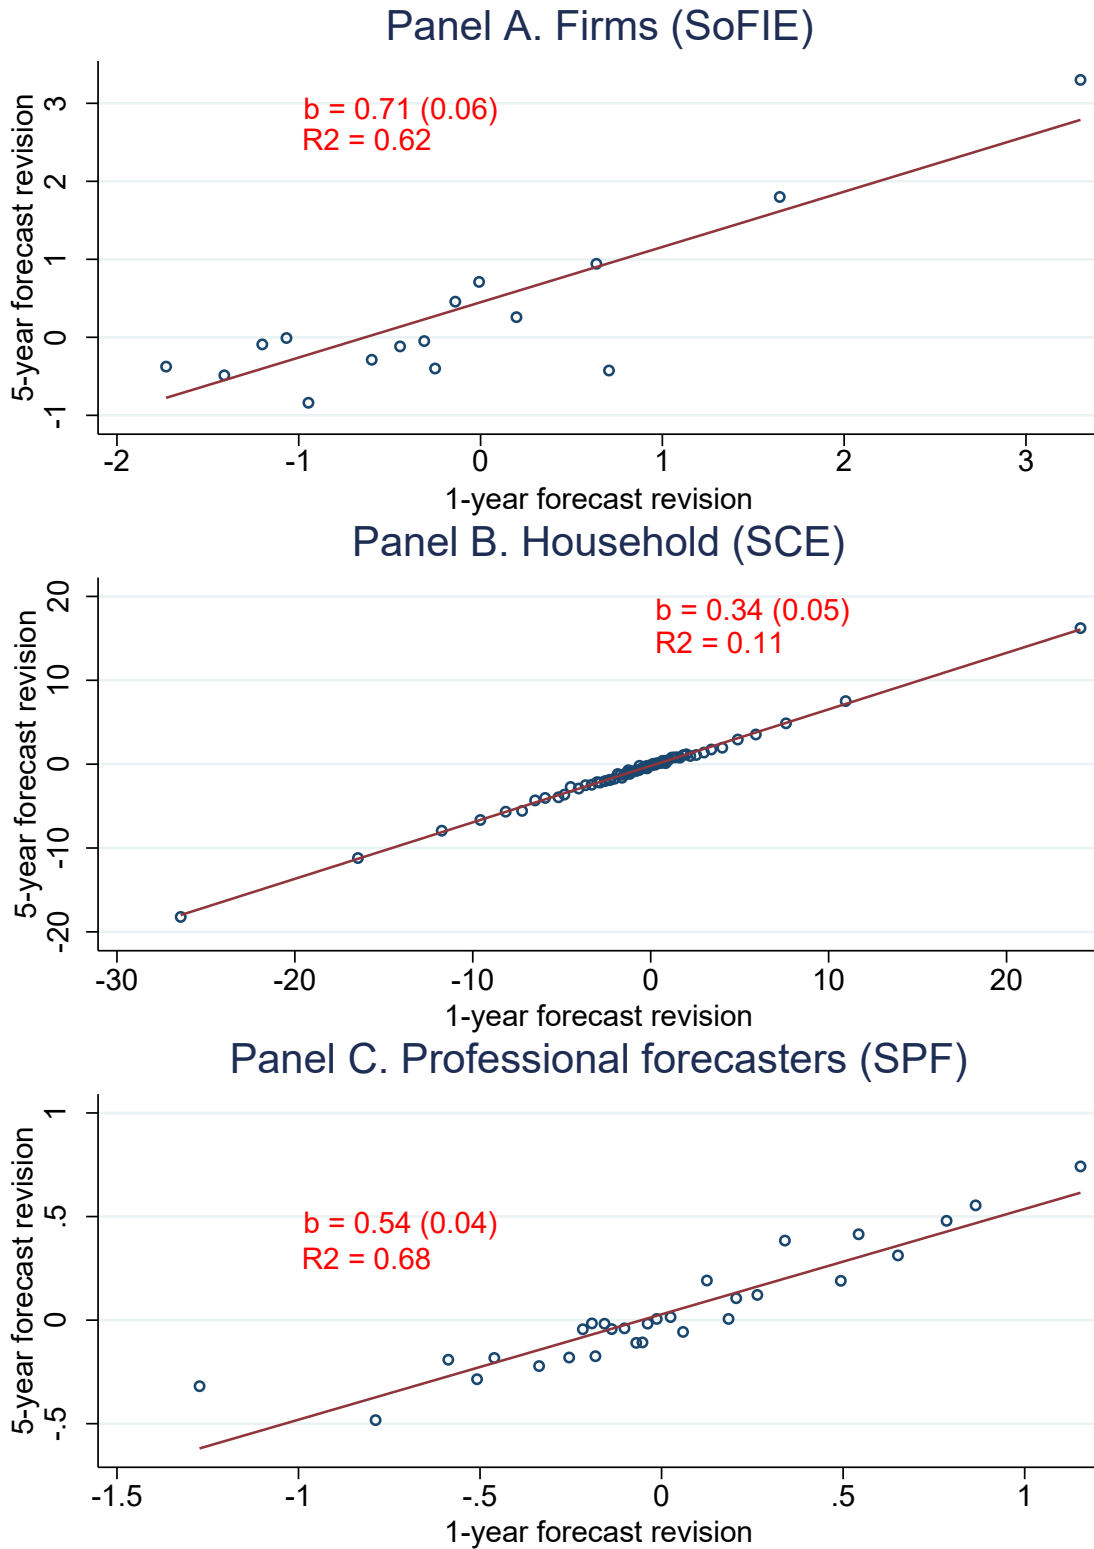 Panel A. Firms (SoFIE)
b = 0.71 (0.06)
R2 = 0.62
5-year forecast revision
3
2
1
0
-1
-2
-1
0
1
2
3
1-year forecast revision
Panel B. Household (SCE)
b = 0.34 (0.05)
R2 = 0.11
5-year forecast revision
20
10
0
-10
-20
-30
-20
-10
0
10
20
1-year forecast revision
Panel C. Professional forecasters (SPF)
b = 0.54 (0.04)
R2 = 0.68
5-year forecast revision
1
.5
0
-.5
-1.5
-1
-.5
0
.5
1
1-year forecast revision